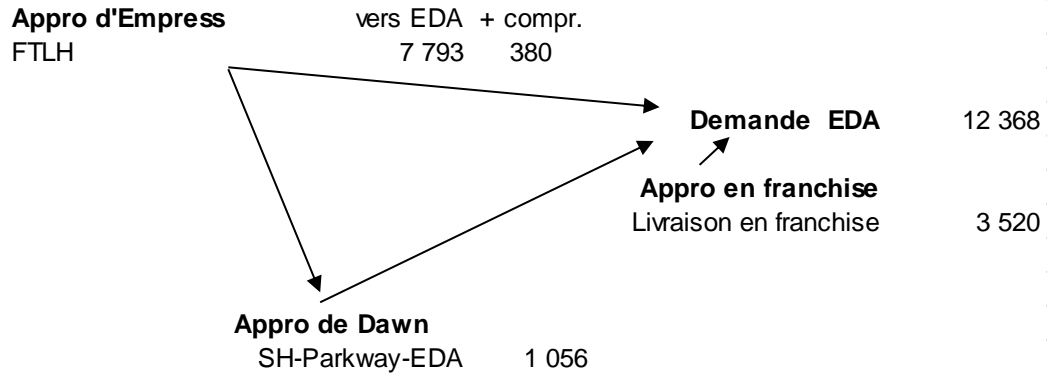 Appro d'Empress vers EDA + compr.
FTLH 7 793 380
Demande EDA 12 368
Appro en franchise
Livraison en franchise 3 520
Appro de Dawn
SH-Parkway-EDA 1 056